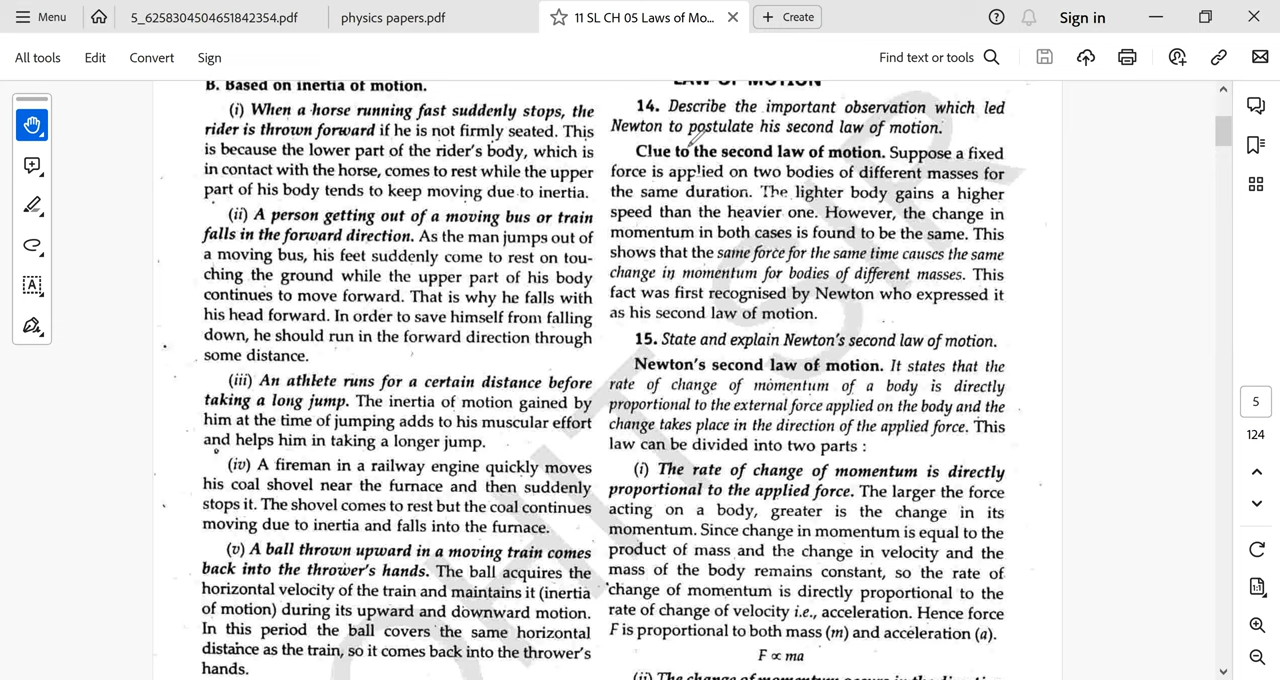 Menu
5_6258304504651842354.pdf
physics papers.pdf
11 SL CH 05 Laws of Mo...
Create
Sign in
All tools
Edit
Convert
Sign
Find text or tools
B. Based on inertia of motion.
(i) When a horse running fast suddenly stops, the
rider is thrown forward if he is not firmly seated. This
is because the lower part of the rider's body, which is
in contact with the horse, comes to rest while the upper
part of his body tends to keep moving due to inertia.
(ii) A person getting out of a moving bus or train
falls in the forward direction. As the man jumps out of
a moving bus, his feet suddenly come to rest on tou-
ching the ground while the upper part of his body
continues to move forward. That is why he falls with
his head forward. In order to save himself from falling
down, he should run in the forward direction through
some distance.
(iii) An athlete runs for a certain distance before
taking a long jump. The inertia of motion gained by
him at the time of jumping adds to his muscular effort
and helps him in taking a longer jump.
(iv) A fireman in a railway engine quickly moves
his coal shovel near the furnace and then suddenly
stops it. The shovel comes to rest but the coal continues
moving due to inertia and falls into the furnace.
(v) A ball thrown upward in a moving train comes
back into the thrower's hands. The ball acquires the
horizontal velocity of the train and maintains it (inertia
of motion) during its upward and downward motion.
In this period the ball covers the same horizontal
distance as the train, so it comes back into the thrower's
hands.
LAW OF MOTION
14. Describe the important observation which led
Newton to postulate his second law of motion.
Clue to the second law of motion. Suppose a fixed
force is applied on two bodies of different masses for
the same duration. The lighter body gains a higher
speed than the heavier one. However, the change in
momentum in both cases is found to be the same. This
shows that the same force for the same time causes the same
change in momentum for bodies of different masses. This
fact was first recognised by Newton who expressed it
as his second law of motion.
15. State and explain Newton's second law of motion.
Newton's second law of motion. It states that the
rate of change of momentum of a body is directly
proportional to the external force applied on the body and the
change takes place in the direction of the applied force. This
law can be divided into two parts :
(i) The rate of change of momentum is directly
proportional to the applied force. The larger the force
acting on a body, greater is the change in its
momentum. Since change in momentum is equal to the
product of mass and the change in velocity and the
mass of the body remains constant, so the rate of
change of momentum is directly proportional to the
rate of change of velocity i.e., acceleration. Hence force
F is proportional to both mass (m) and acceleration (a).
F ∝ ma
(ii) The change of momentum occurs in the direction
5
124